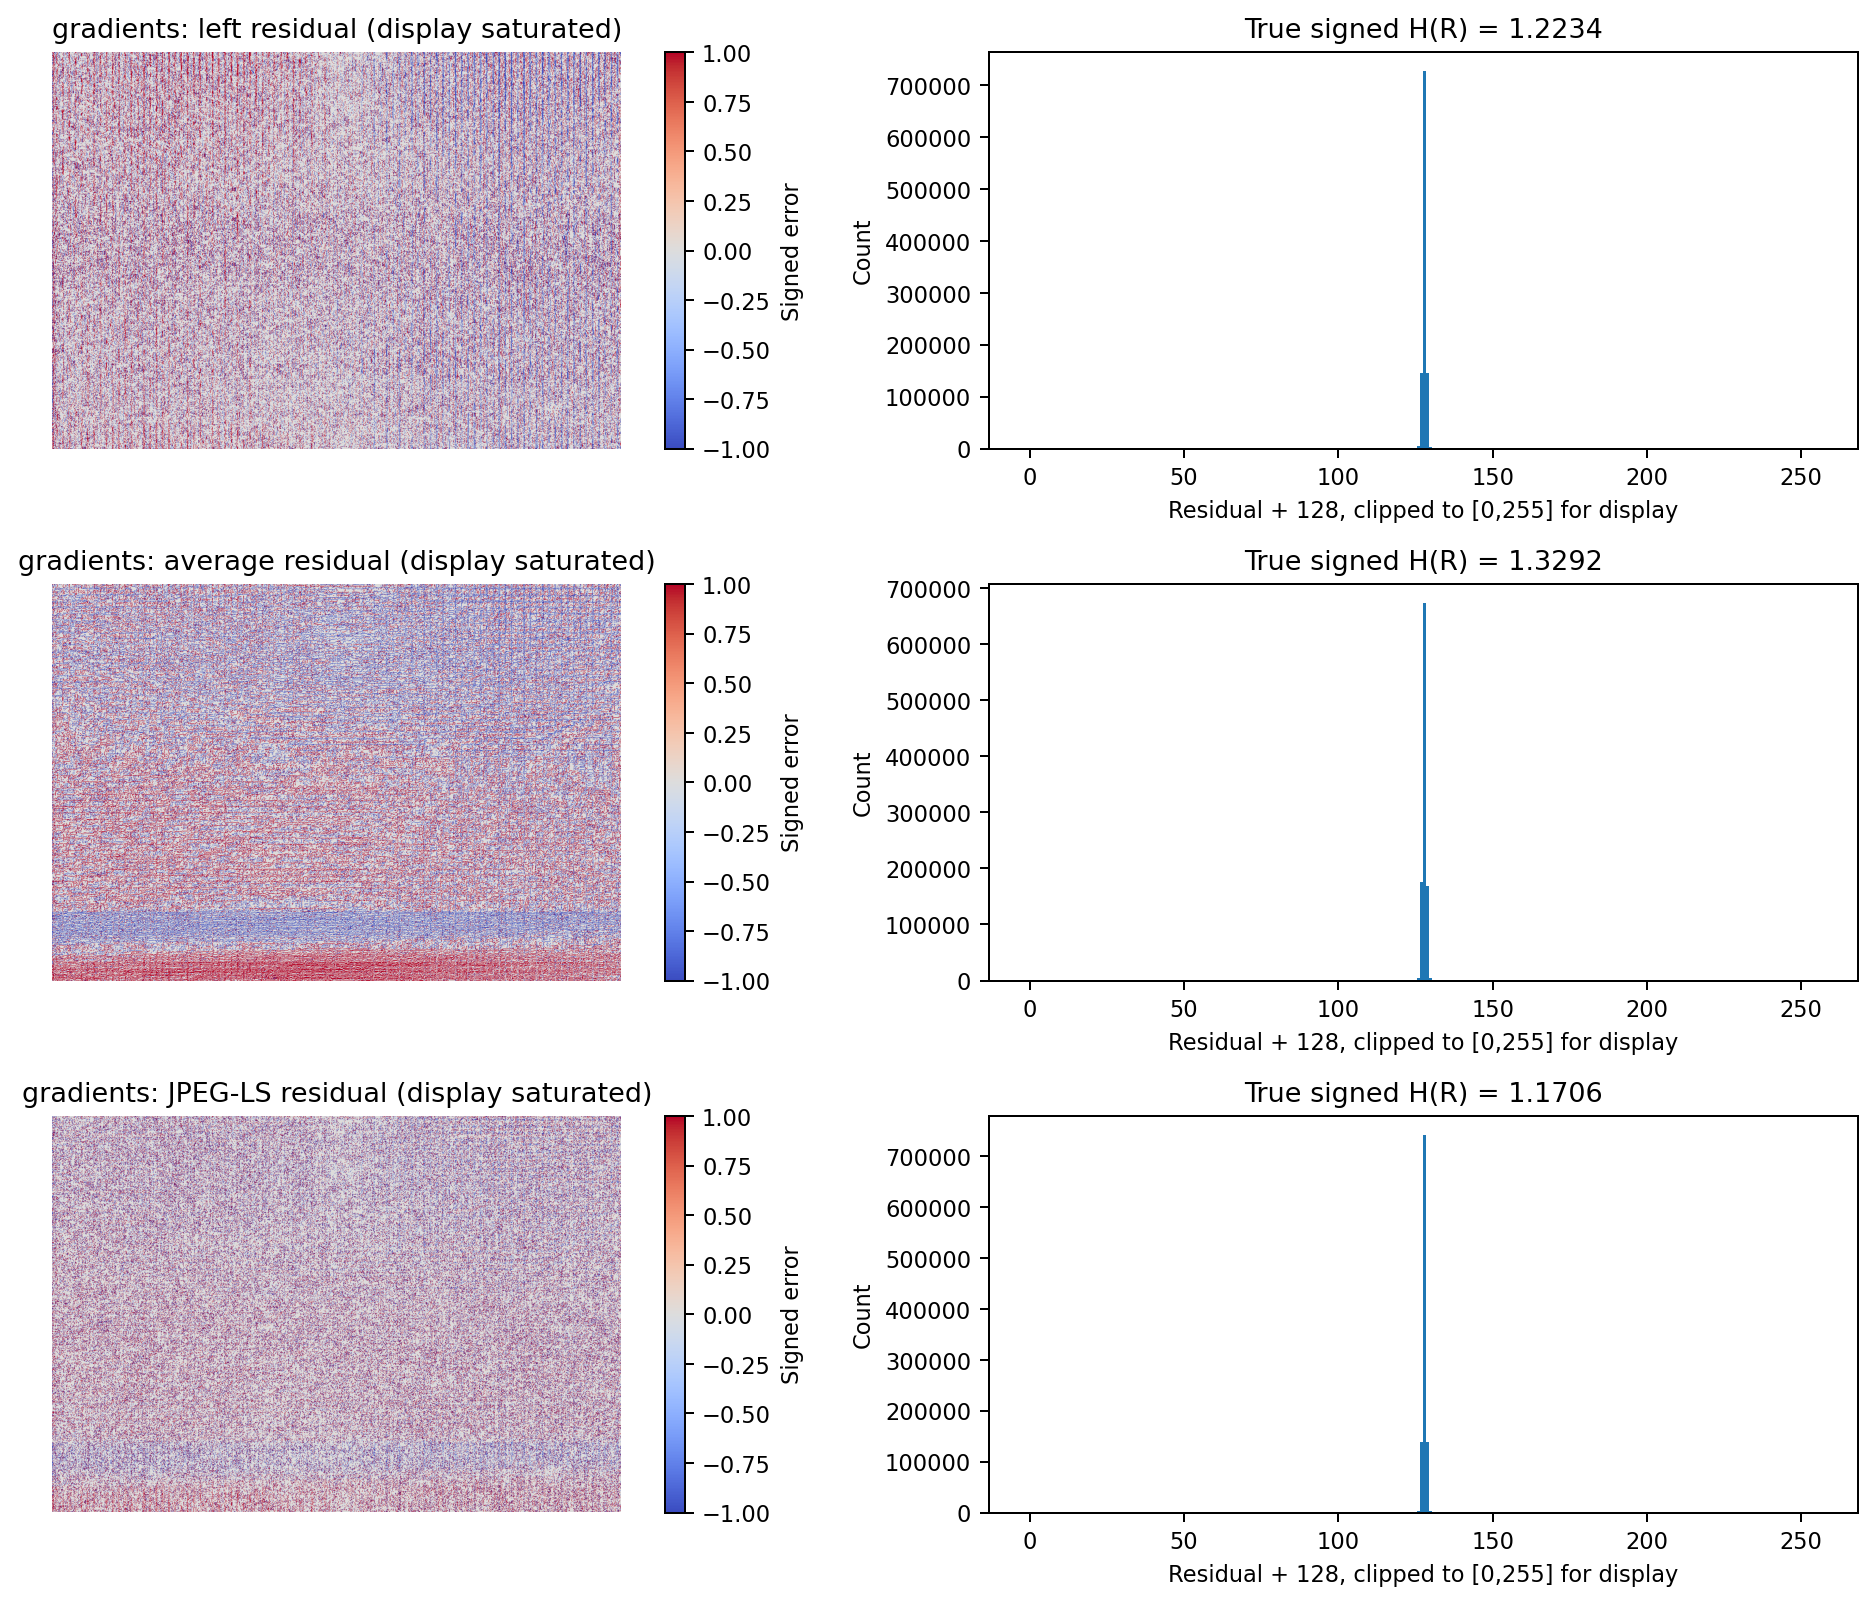 gradients: left residual (display saturated)
1.00
0.75
0.50
0.25
0.00
−0.25
−0.50
−0.75
−1.00
Signed error
True signed H(R) = 1.2234
700000
600000
500000
400000
300000
200000
100000
0
Count
0 50 100 150 200 250
Residual + 128, clipped to [0,255] for display
gradients: average residual (display saturated)
1.00
0.75
0.50
0.25
0.00
−0.25
−0.50
−0.75
−1.00
Signed error
True signed H(R) = 1.3292
700000
600000
500000
400000
300000
200000
100000
0
Count
0 50 100 150 200 250
Residual + 128, clipped to [0,255] for display
gradients: JPEG-LS residual (display saturated)
1.00
0.75
0.50
0.25
0.00
−0.25
−0.50
−0.75
−1.00
Signed error
True signed H(R) = 1.1706
700000
600000
500000
400000
300000
200000
100000
0
Count
0 50 100 150 200 250
Residual + 128, clipped to [0,255] for display